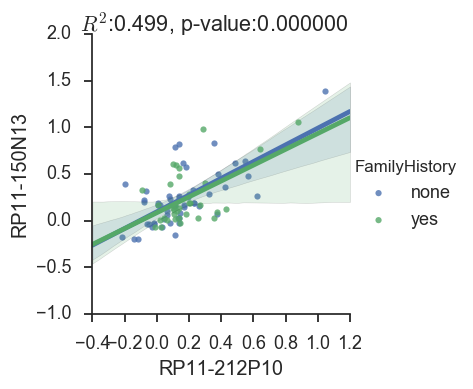 R²:0.499, p-value:0.000000
2.0
1.5
1.0
0.5
0.0
−0.5
−1.0
RP11-150N13
FamilyHistory
none
yes
−0.4 −0.2 0.0 0.2 0.4 0.6 0.8 1.0 1.2
RP11-212P10